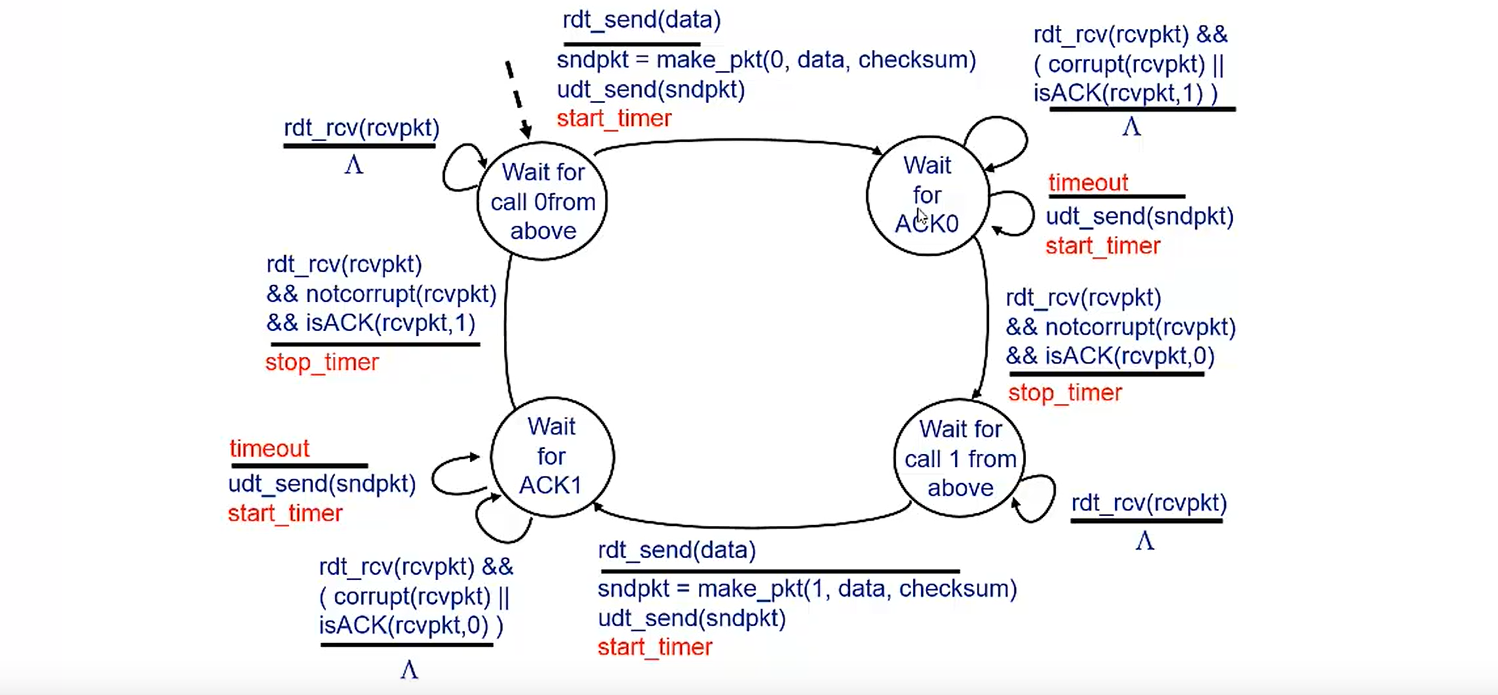 rdt_send(data)
sndpkt = make_pkt(0, data, checksum)
udt_send(sndpkt)
start_timer
rdt_rcv(rcvpkt) &&
( corrupt(rcvpkt) ||
isACK(rcvpkt,1) )
Λ
rdt_rcv(rcvpkt)
Λ
Wait for
call 0from
above
Wait
for
ACK0
timeout
udt_send(sndpkt)
start_timer
rdt_rcv(rcvpkt)
&& notcorrupt(rcvpkt)
&& isACK(rcvpkt,1)
stop_timer
rdt_rcv(rcvpkt)
&& notcorrupt(rcvpkt)
&& isACK(rcvpkt,0)
stop_timer
Wait
for
ACK1
Wait for
call 1 from
above
timeout
udt_send(sndpkt)
start_timer
rdt_rcv(rcvpkt)
Λ
rdt_rcv(rcvpkt) &&
( corrupt(rcvpkt) ||
isACK(rcvpkt,0) )
Λ
rdt_send(data)
sndpkt = make_pkt(1, data, checksum)
udt_send(sndpkt)
start_timer